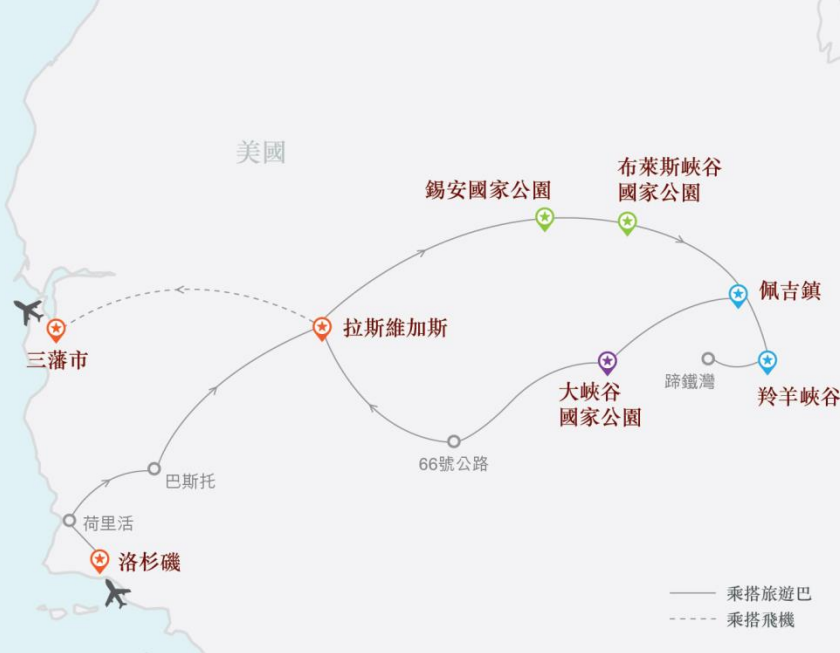 美國
錫安國家公園
布萊斯峽谷
國家公園
佩吉鎮
拉斯維加斯
三藩市
大峽谷
國家公園
蹄鐵灣
羚羊峽谷
66號公路
巴斯托
荷里活
洛杉磯
乘搭旅遊巴
乘搭飛機